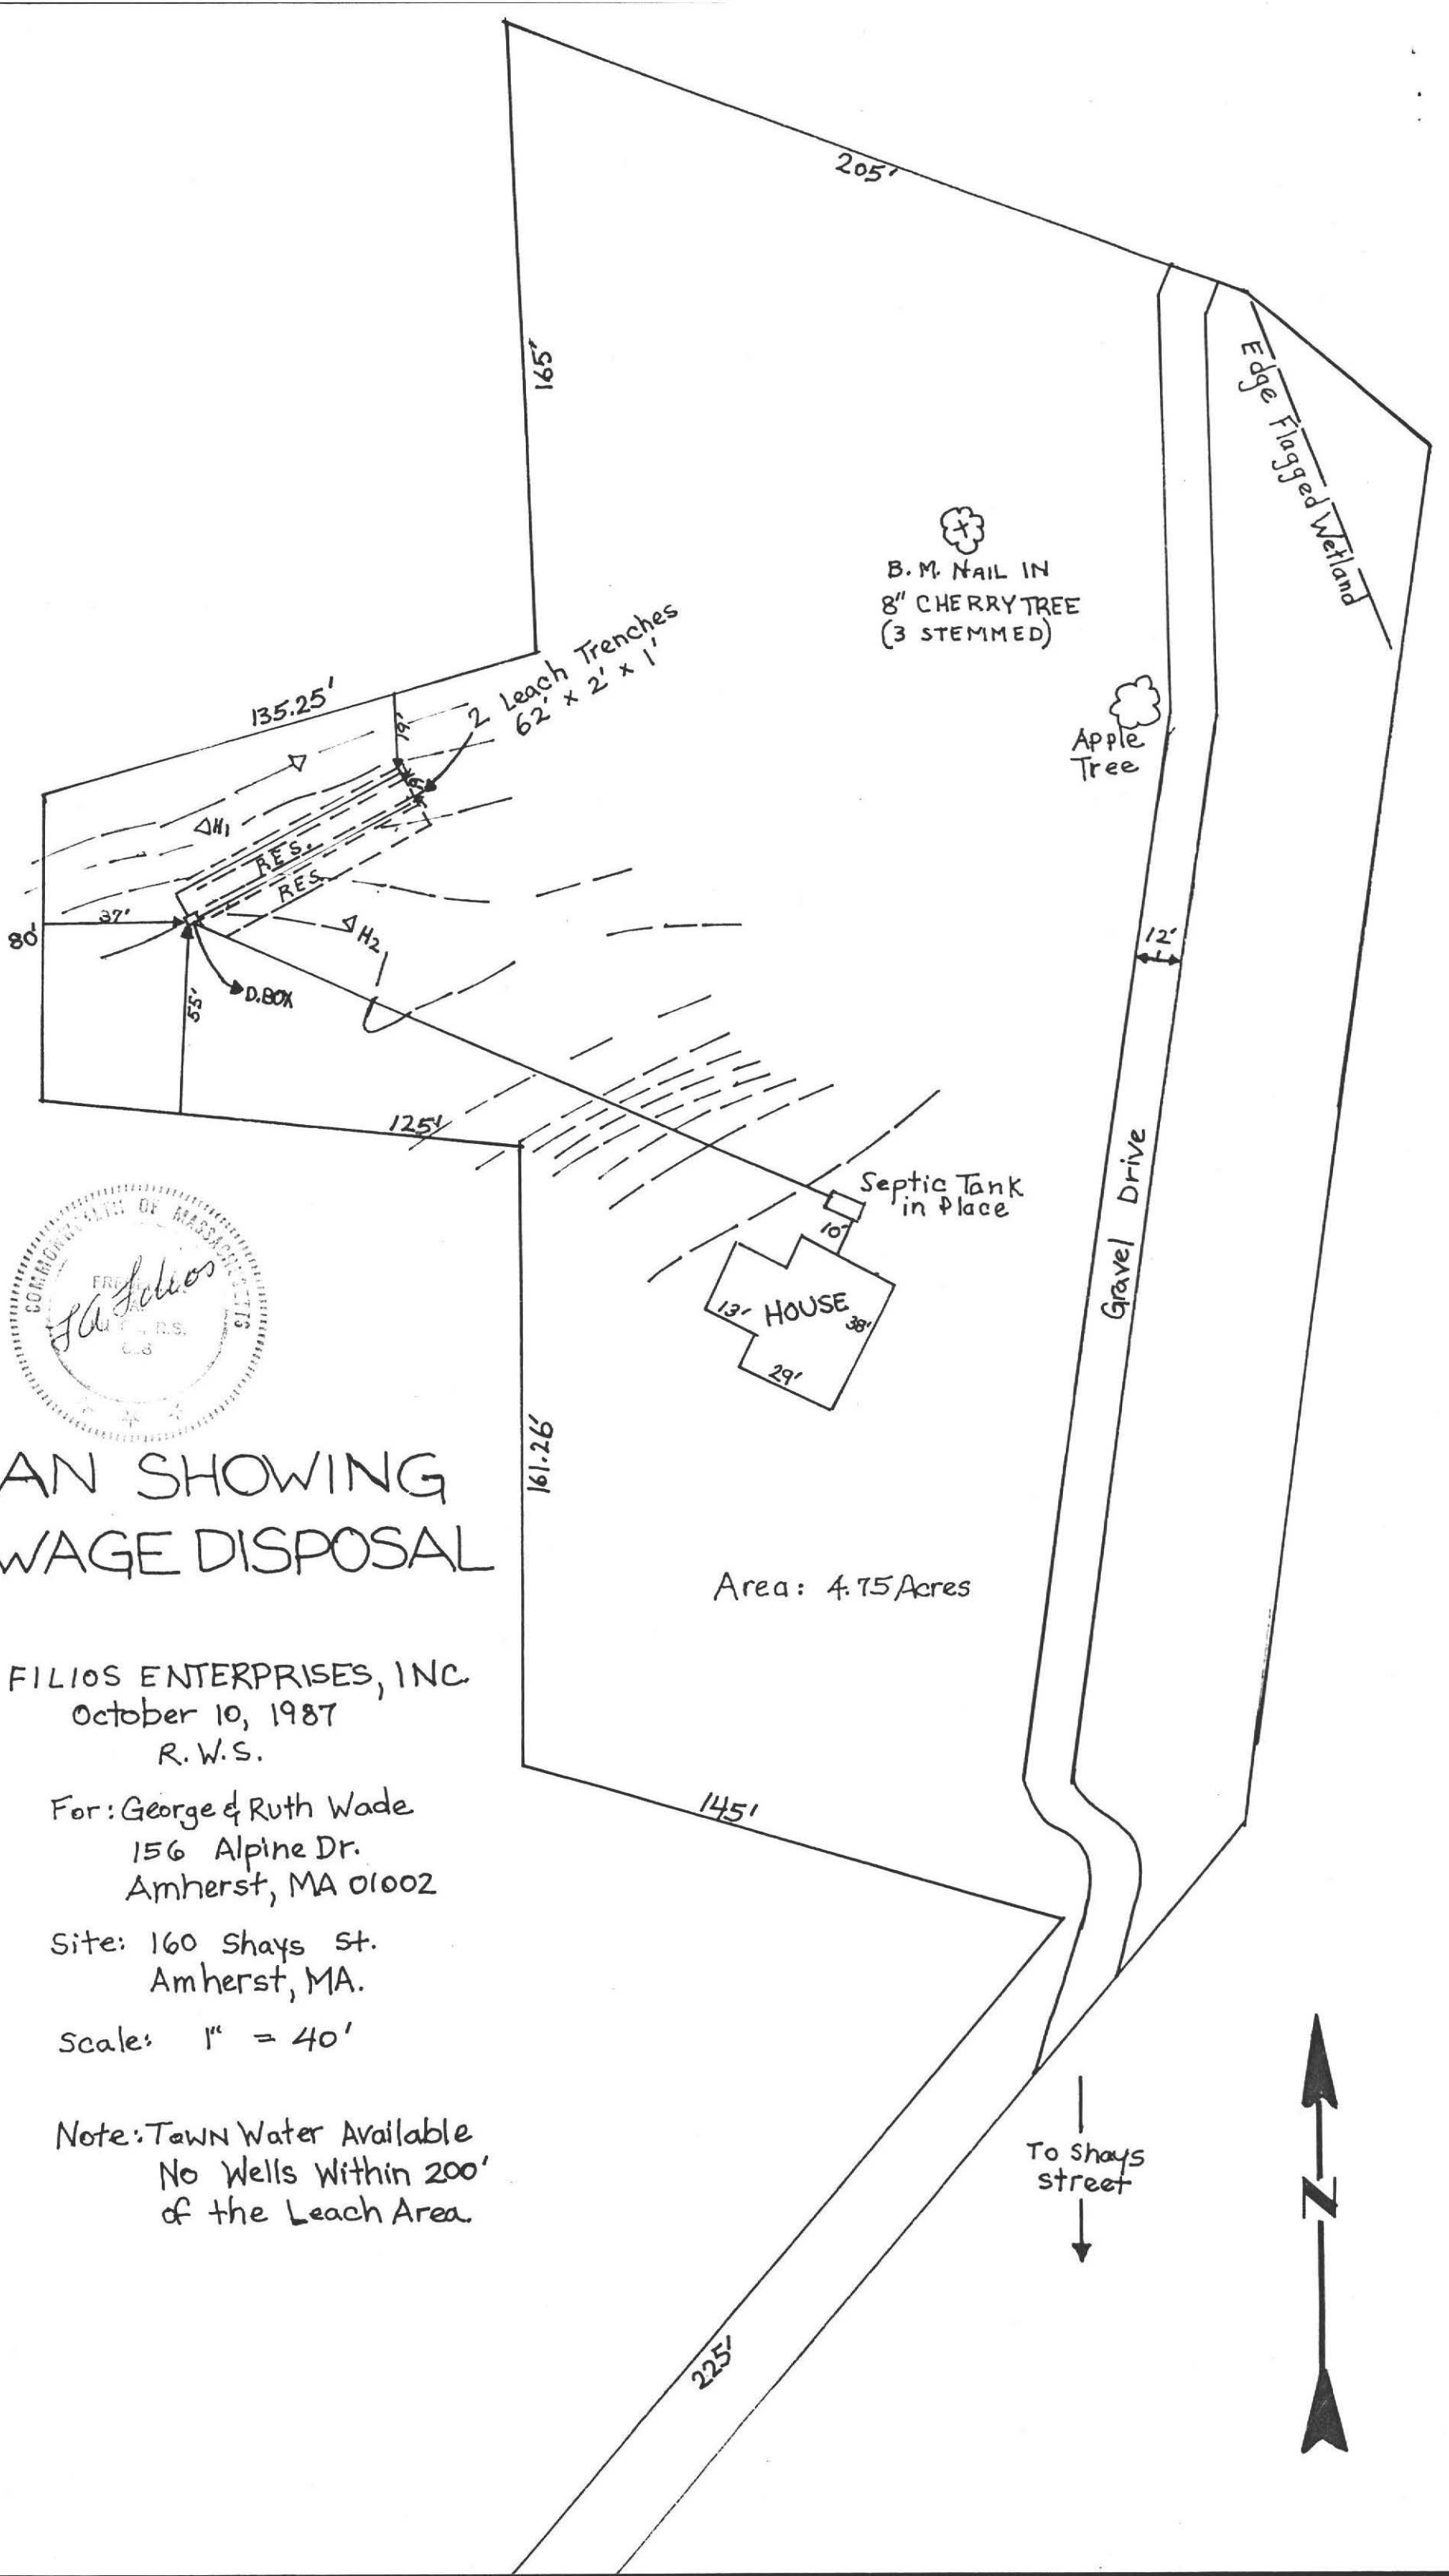 205'
165'
Edge Flagged Wetland
B.M. NAIL IN
8" CHERRY TREE
(3 STEMMED)
2 Leach Trenches
62' x 2' x 1'
135.25'
19'
Apple
Tree
H1
RES.
RES.
37'
80'
H2
12'
D.BOX
55'
125'
Septic Tank
in Place
10'
Gravel Drive
13'
HOUSE
38'
29'
COMMONWEALTH OF MASSACHUSETTS
R.S.
161.26'
AN SHOWING
WAGE DISPOSAL
Area: 4.75 Acres
FILIOS ENTERPRISES, INC.
October 10, 1987
R.W.S.
For: George & Ruth Wade
156 Alpine Dr.
Amherst, MA 01002
145'
Site: 160 Shays St.
Amherst, MA.
Scale: 1" = 40'
Note: Town Water Available
No Wells Within 200'
of the Leach Area.
To Shays
street
N
225'